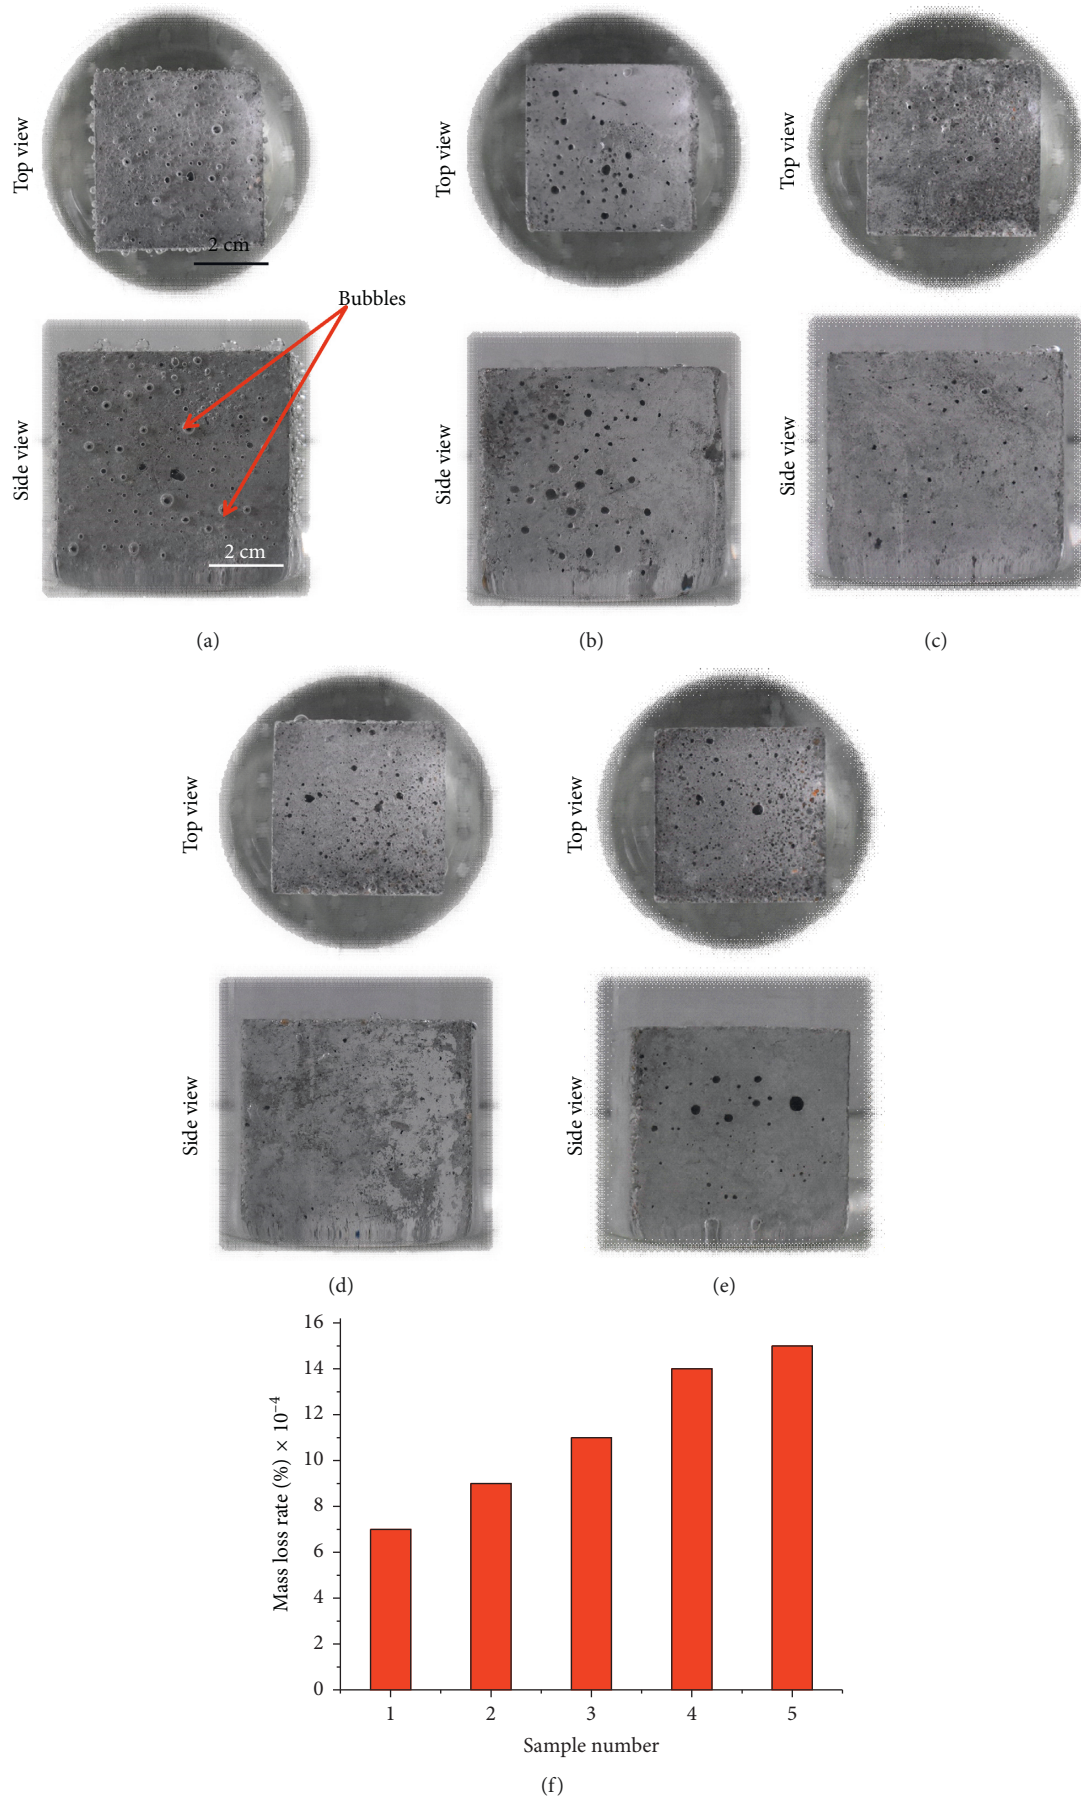 Top view
2 cm
Top view
Top view
Bubbles
Side view
2 cm
Side view
Side view
(a)
(b)
(c)
Top view
Top view
Side view
Side view
(d)
(e)
16
14
12
10
8
6
4
2
0
Mass loss rate (%) × 10⁻⁴
1 2 3 4 5
Sample number
(f)